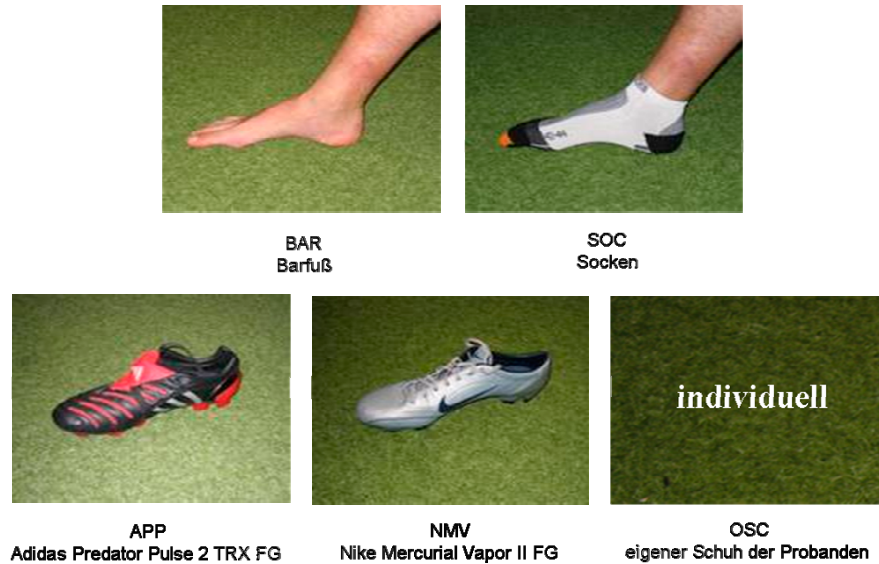 BAR
Barfuß
SOC
Socken
individuell
APP
Adidas Predator Pulse 2 TRX FG
NMV
Nike Mercurial Vapor II FG
OSC
eigener Schuh der Probanden